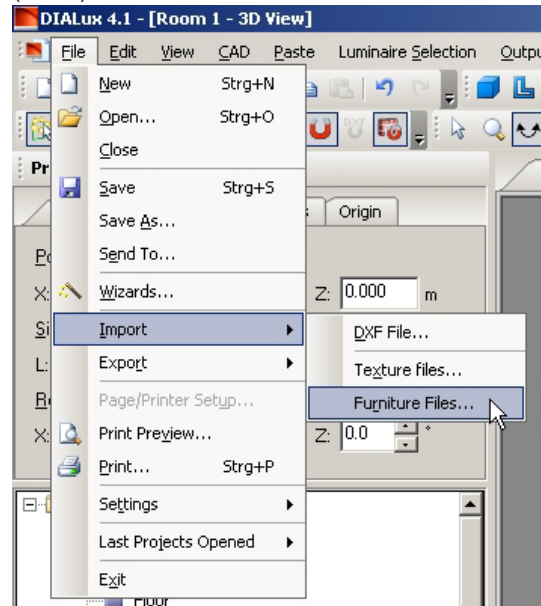 DIALux 4.1 - [Room 1 - 3D View]
File Edit View CAD Paste Luminaire Selection
New Strg+N
Open... Strg+O
Close
Pr
Save Strg+S
Save As...
Origin
Send To...
Wizards...
X: Z: 0.000 m
Import
DXF File...
L:
Export
Texture files...
Page/Printer Setup...
Furniture Files...
X: Print Preview... Z: 0.0 °
Print... Strg+P
Settings
Last Projects Opened
Exit
Floor